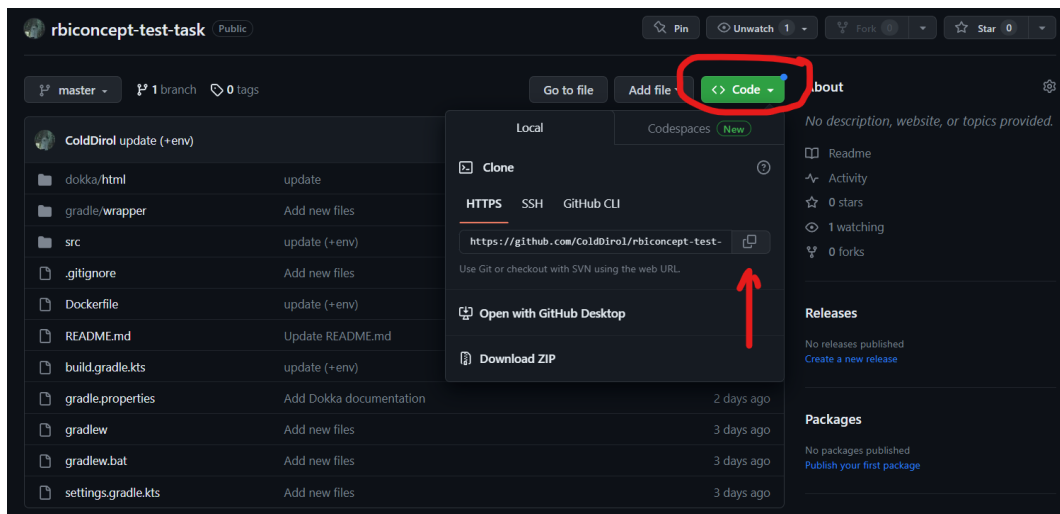 rbiconcept-test-task Public
Pin
Unwatch 1
Fork 0
Star 0
master
1 branch
0 tags
Go to file
Add file
<> Code
About
No description, website, or topics provided.
Readme
Activity
0 stars
1 watching
0 forks
Releases
No releases published
Create a new release
Packages
No packages published
Publish your first package
ColdDirol update (+env)
dokka/html update
gradle/wrapper Add new files
src update (+env)
.gitignore Add new files
Dockerfile update (+env)
README.md Update README.md
build.gradle.kts update (+env)
gradle.properties Add Dokka documentation 2 days ago
gradlew Add new files 3 days ago
gradlew.bat Add new files 3 days ago
settings.gradle.kts Add new files 3 days ago
Local
Codespaces New
Clone
HTTPS SSH GitHub CLI
https://github.com/ColdDirol/rbiconcept-test-
Use Git or checkout with SVN using the web URL.
Open with GitHub Desktop
Download ZIP